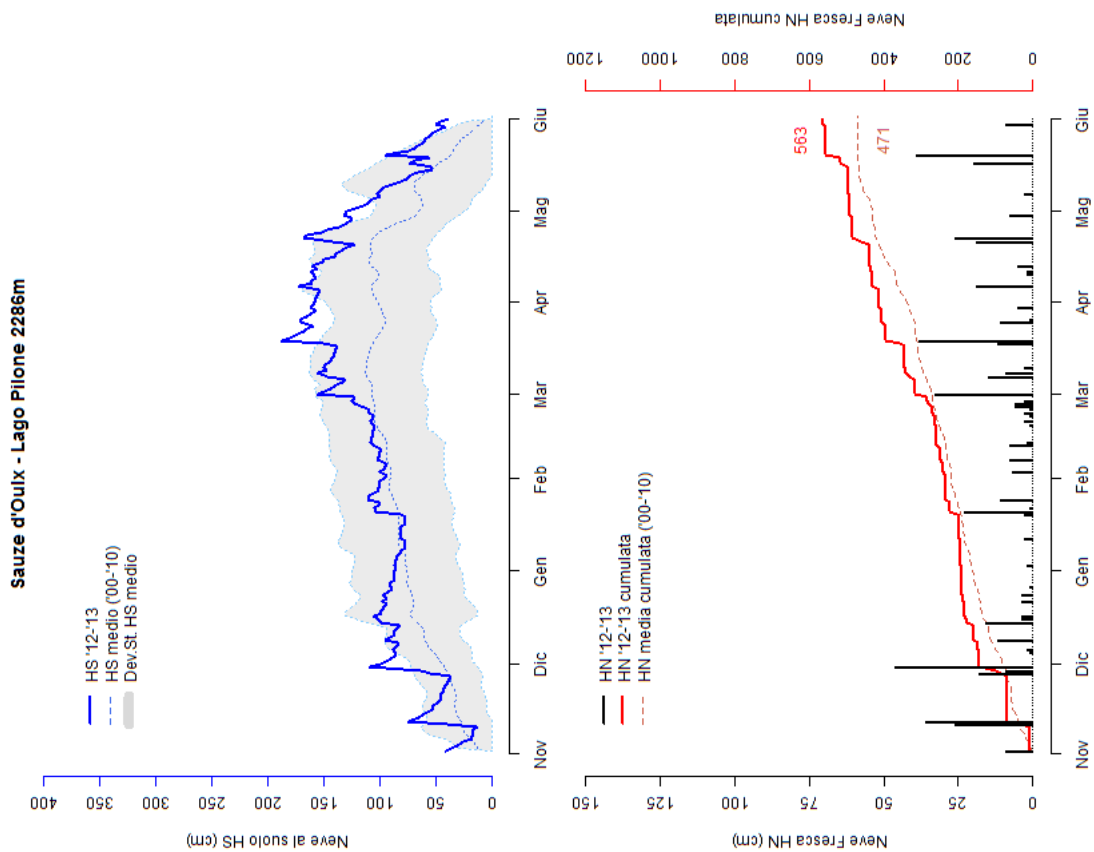 Sauze d'Oulx - Lago Pilone 2286m
HS '12-'13
HS medio ('00-'10)
Dev.St. HS medio
Neve al suolo HS (cm)
400
350
300
250
200
150
100
50
0
Nov
Dic
Gen
Feb
Mar
Apr
Mag
Giu
HN '12-'13
HN '12-'13 cumulata
HN media cumulata ('00-'10)
563
471
Neve Fresca HN (cm)
150
125
100
75
50
25
0
Neve Fresca HN cumulata
1200
1000
800
600
400
200
0
Nov
Dic
Gen
Feb
Mar
Apr
Mag
Giu